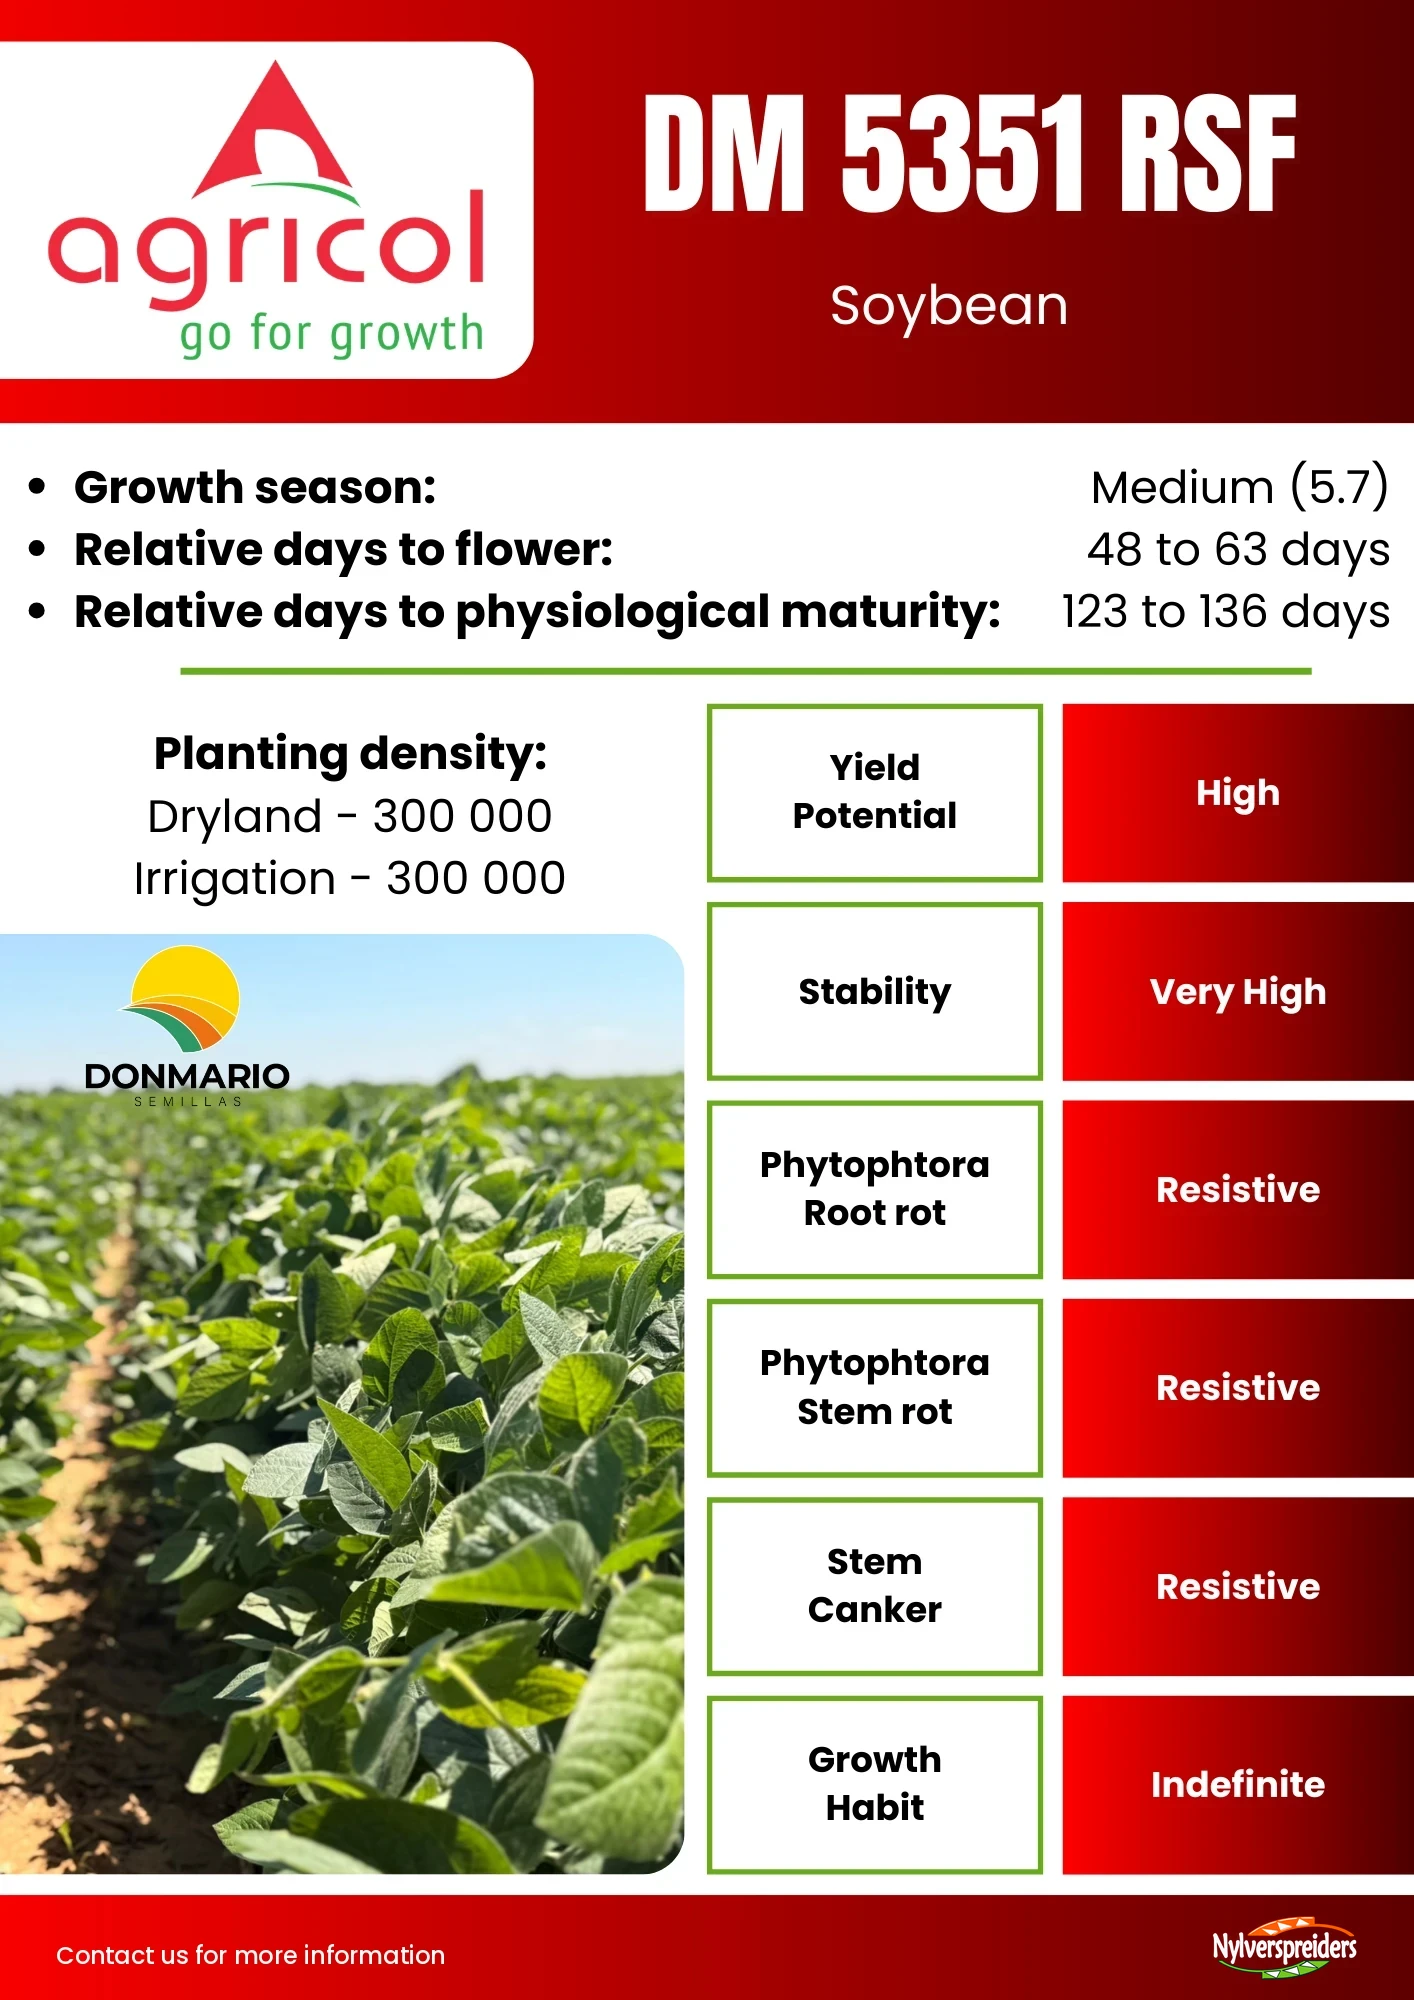 agricol
go for growth
DM 5351 RSF
Soybean
• Growth season: Medium (5.7)
• Relative days to flower: 48 to 63 days
• Relative days to physiological maturity: 123 to 136 days
Planting density:
Dryland - 300 000
Irrigation - 300 000
DONMARIO
SEMILLAS
Yield
Potential
High
Stability
Very High
Phytophtora
Root rot
Resistive
Phytophtora
Stem rot
Resistive
Stem
Canker
Resistive
Growth
Habit
Indefinite
Contact us for more information
Nylverspreiders